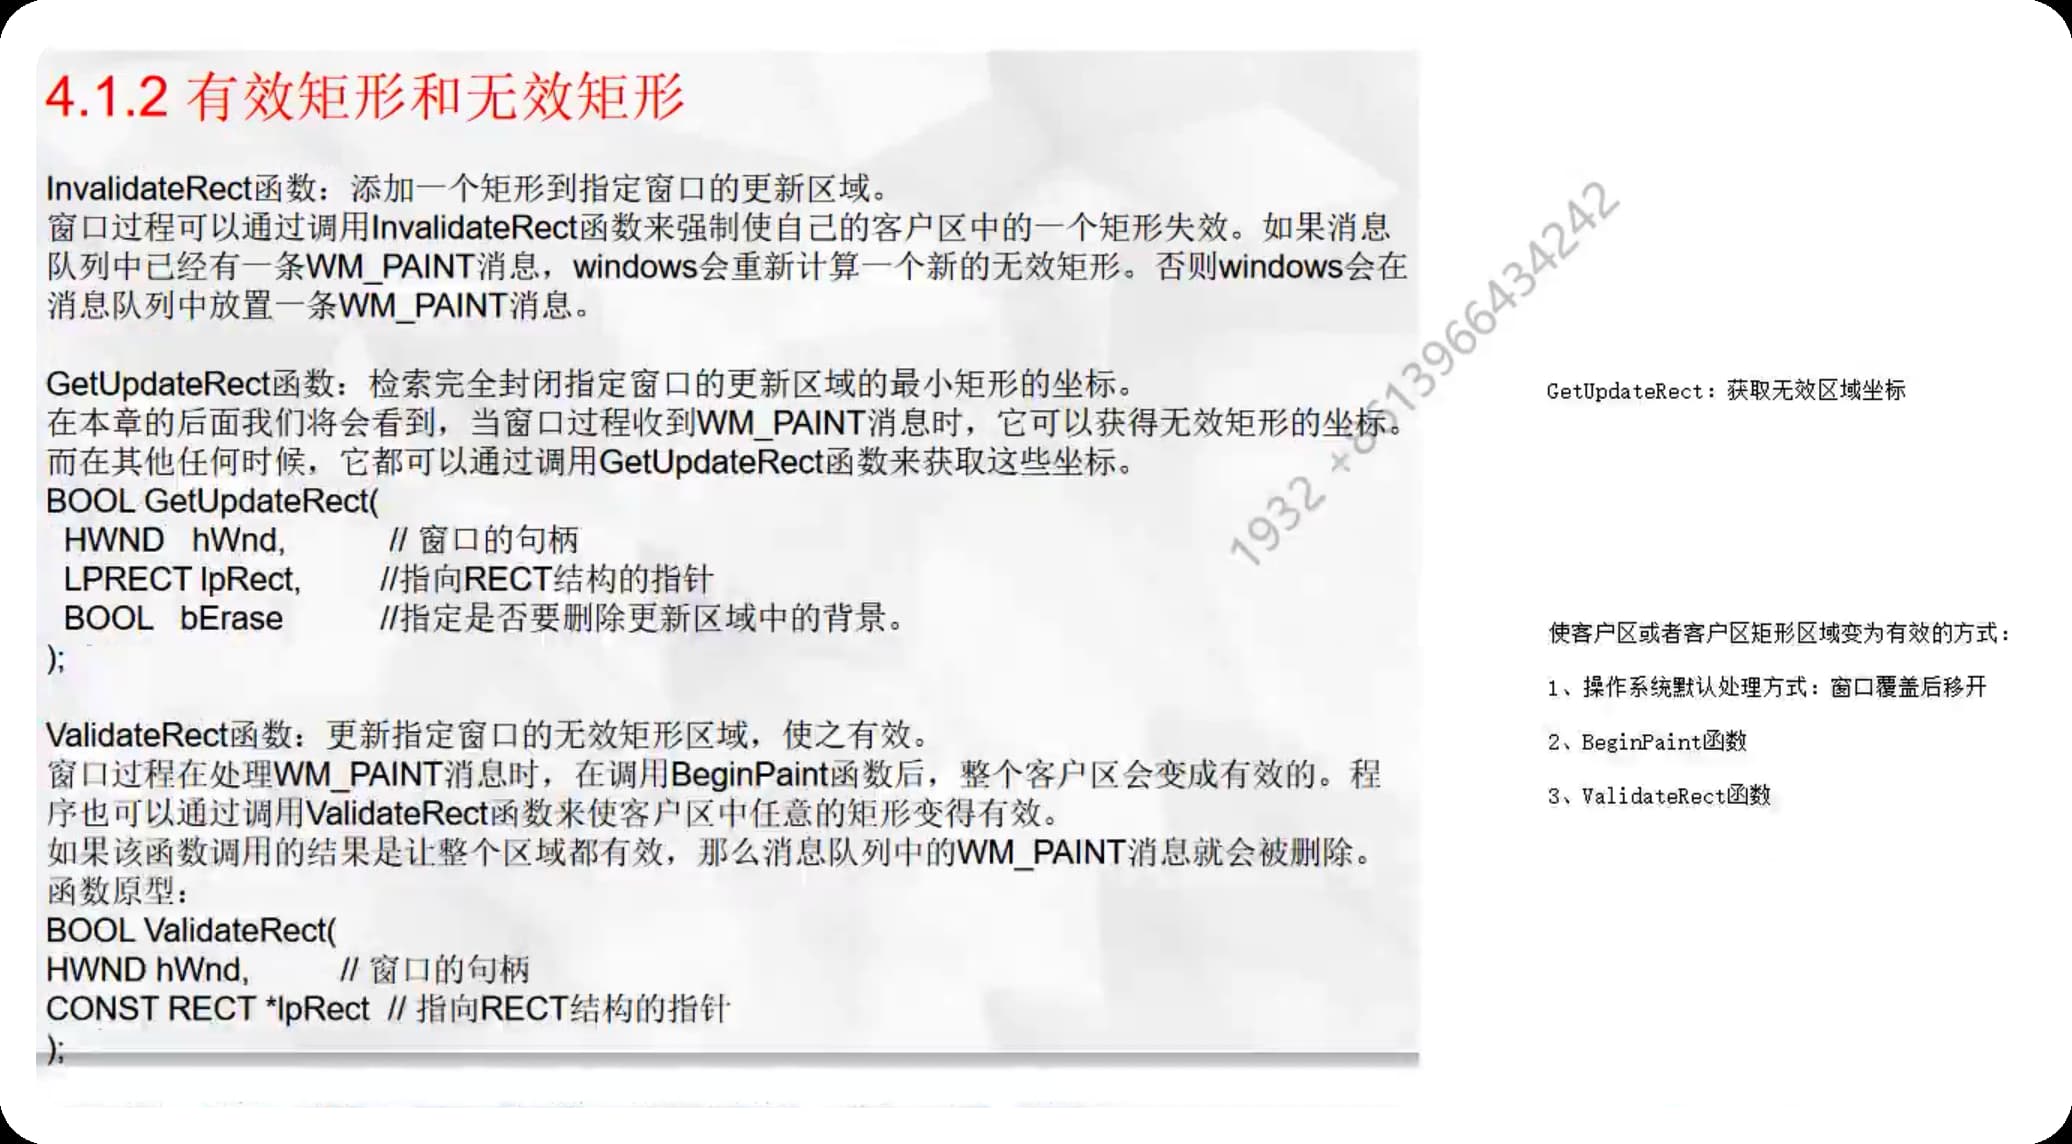 4.1.2 有效矩形和无效矩形
InvalidateRect函数：添加一个矩形到指定窗口的更新区域。
窗口过程可以通过调用InvalidateRect函数来强制使自己的客户区中的一个矩形失效。如果消息
队列中已经有一条WM_PAINT消息，windows会重新计算一个新的无效矩形。否则windows会在
消息队列中放置一条WM_PAINT消息。
GetUpdateRect函数：检索完全封闭指定窗口的更新区域的最小矩形的坐标。
在本章的后面我们将会看到，当窗口过程收到WM_PAINT消息时，它可以获得无效矩形的坐标。
而在其他任何时候，它都可以通过调用GetUpdateRect函数来获取这些坐标。
BOOL GetUpdateRect(
HWND hWnd, // 窗口的句柄
LPRECT lpRect, //指向RECT结构的指针
BOOL bErase //指定是否要删除更新区域中的背景。
);
ValidateRect函数：更新指定窗口的无效矩形区域，使之有效。
窗口过程在处理WM_PAINT消息时，在调用BeginPaint函数后，整个客户区会变成有效的。程
序也可以通过调用ValidateRect函数来使客户区中任意的矩形变得有效。
如果该函数调用的结果是让整个区域都有效，那么消息队列中的WM_PAINT消息就会被删除。
函数原型：
BOOL ValidateRect(
HWND hWnd, // 窗口的句柄
CONST RECT *lpRect // 指向RECT结构的指针
);
1932 +8613966434242
GetUpdateRect：获取无效区域坐标
使客户区或者客户区矩形区域变为有效的方式：
1、操作系统默认处理方式：窗口覆盖后移开
2、BeginPaint函数
3、ValidateRect函数